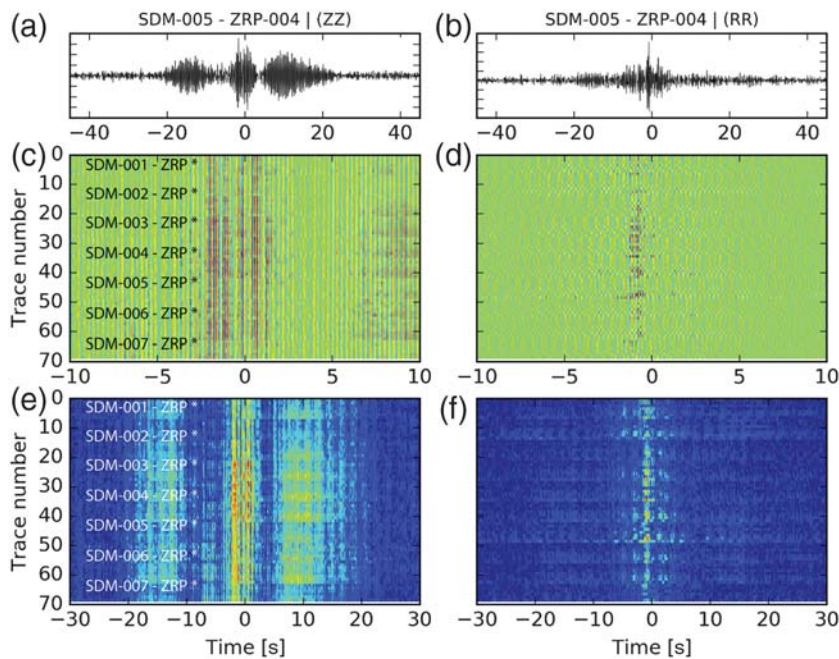 (a) SDM-005 - ZRP-004 | (ZZ)
−40 −20 0 20 40
(b) SDM-005 - ZRP-004 | (RR)
−40 −20 0 20 40
(c)
Trace number
0
10
20
30
40
50
60
70
SDM-001 - ZRP *
SDM-002 - ZRP *
SDM-003 - ZRP *
SDM-004 - ZRP *
SDM-005 - ZRP *
SDM-006 - ZRP *
SDM-007 - ZRP *
−10 −5 0 5 10
(d)
−10 −5 0 5 10
(e)
Trace number
0
10
20
30
40
50
60
70
SDM-001 - ZRP *
SDM-002 - ZRP *
SDM-003 - ZRP *
SDM-004 - ZRP *
SDM-005 - ZRP *
SDM-006 - ZRP *
SDM-007 - ZRP *
−30 −20 −10 0 10 20 30
Time [s]
(f)
−30 −20 −10 0 10 20 30
Time [s]